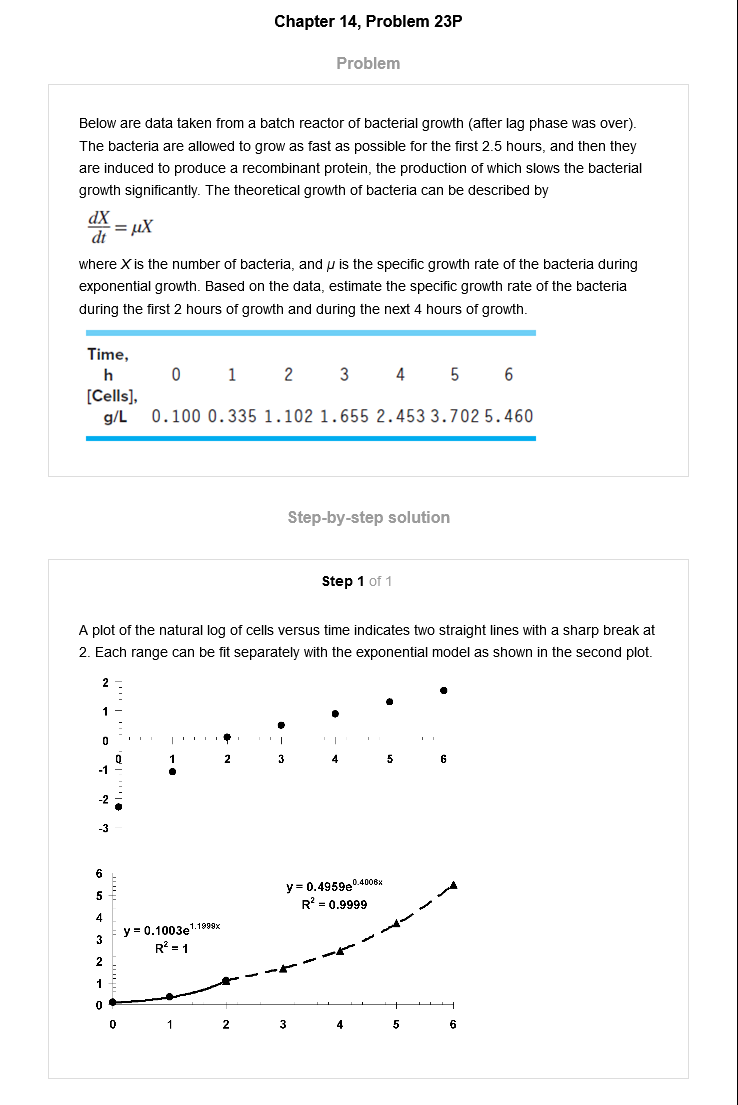 Chapter 14, Problem 23P
Problem
Below are data taken from a batch reactor of bacterial growth (after lag phase was over).
The bacteria are allowed to grow as fast as possible for the first 2.5 hours, and then they
are induced to produce a recombinant protein, the production of which slows the bacterial
growth significantly. The theoretical growth of bacteria can be described by
dX/dt = μX
where X is the number of bacteria, and μ is the specific growth rate of the bacteria during
exponential growth. Based on the data, estimate the specific growth rate of the bacteria
during the first 2 hours of growth and during the next 4 hours of growth.
Time,
h 0 1 2 3 4 5 6
[Cells],
g/L 0.100 0.335 1.102 1.655 2.453 3.702 5.460
Step-by-step solution
Step 1 of 1
A plot of the natural log of cells versus time indicates two straight lines with a sharp break at
2. Each range can be fit separately with the exponential model as shown in the second plot.
2
1
0
0 1 2 3 4 5 6
-1
-2
-3
6
y = 0.4959e^0.4006x
5
R² = 0.9999
4
y = 0.1003e^1.1999x
3
R² = 1
2
1
0
0 1 2 3 4 5 6